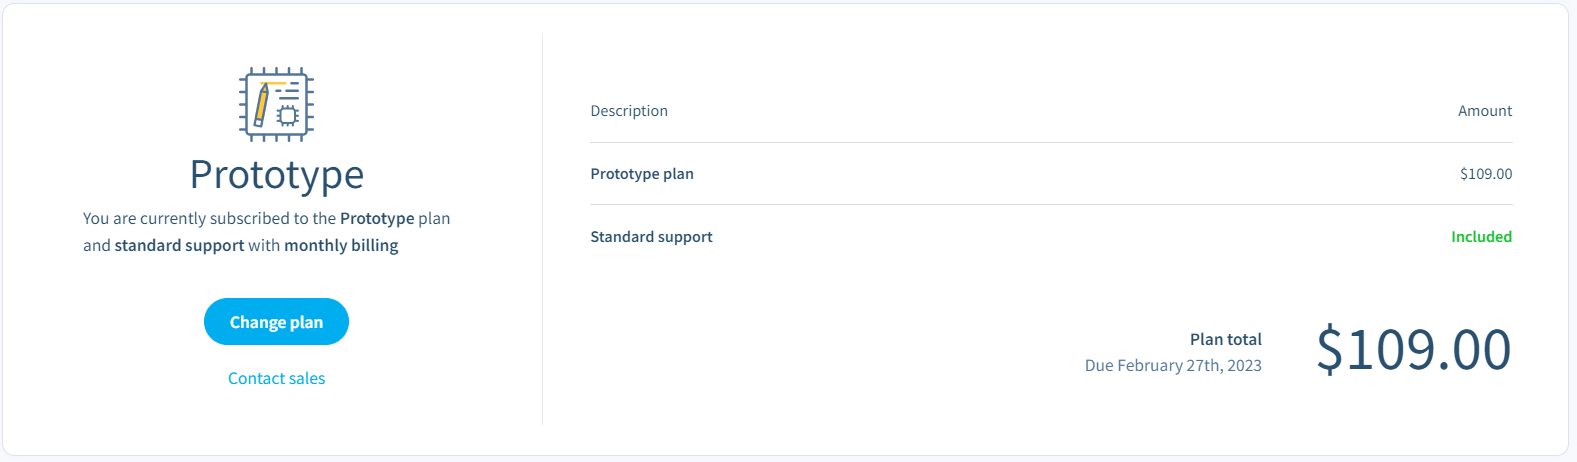 Prototype
You are currently subscribed to the Prototype plan
and standard support with monthly billing
Change plan
Contact sales
Description Amount
Prototype plan $109.00
Standard support Included
Plan total
Due February 27th, 2023
$109.00